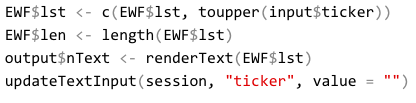 EWF$lst <- c(EWF$lst, toupper(input$ticker))
EWF$len <- length(EWF$lst)
output$nText <- renderText(EWF$lst)
updateTextInput(session, "ticker", value = "")